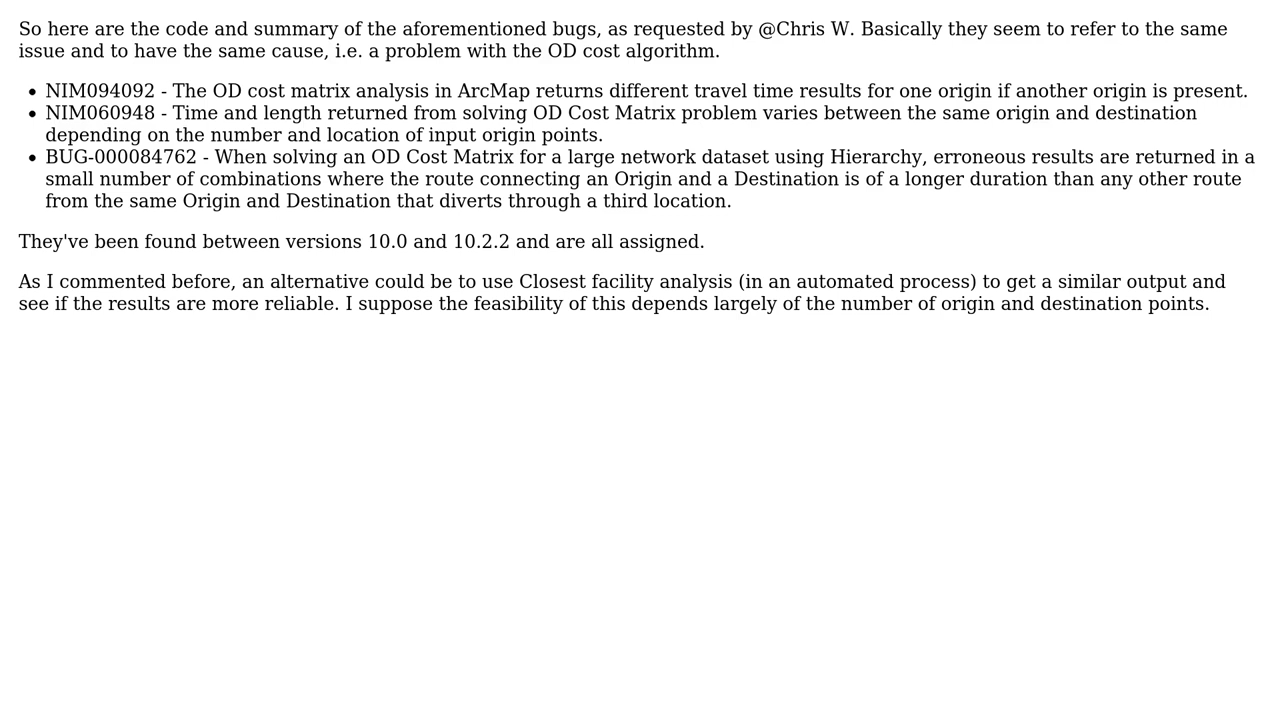 So here are the code and summary of the aforementioned bugs, as requested by @Chris W. Basically they seem to refer to the same
issue and to have the same cause, i.e. a problem with the OD cost algorithm.
• NIM094092 - The OD cost matrix analysis in ArcMap returns different travel time results for one origin if another origin is present.
• NIM060948 - Time and length returned from solving OD Cost Matrix problem varies between the same origin and destination
depending on the number and location of input origin points.
• BUG-000084762 - When solving an OD Cost Matrix for a large network dataset using Hierarchy, erroneous results are returned in a
small number of combinations where the route connecting an Origin and a Destination is of a longer duration than any other route
from the same Origin and Destination that diverts through a third location.
They've been found between versions 10.0 and 10.2.2 and are all assigned.
As I commented before, an alternative could be to use Closest facility analysis (in an automated process) to get a similar output and
see if the results are more reliable. I suppose the feasibility of this depends largely of the number of origin and destination points.